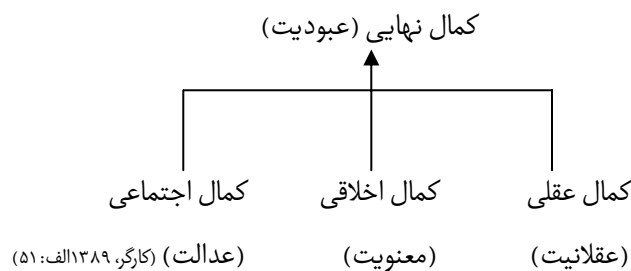 کمال نهایی (عبودیت)
کمال عقلی کمال اخلاقی کمال اجتماعی
(عقلانیت) (معنویت) (عدالت) (کارگر، ۱۳۸۹الف: ۵۱)